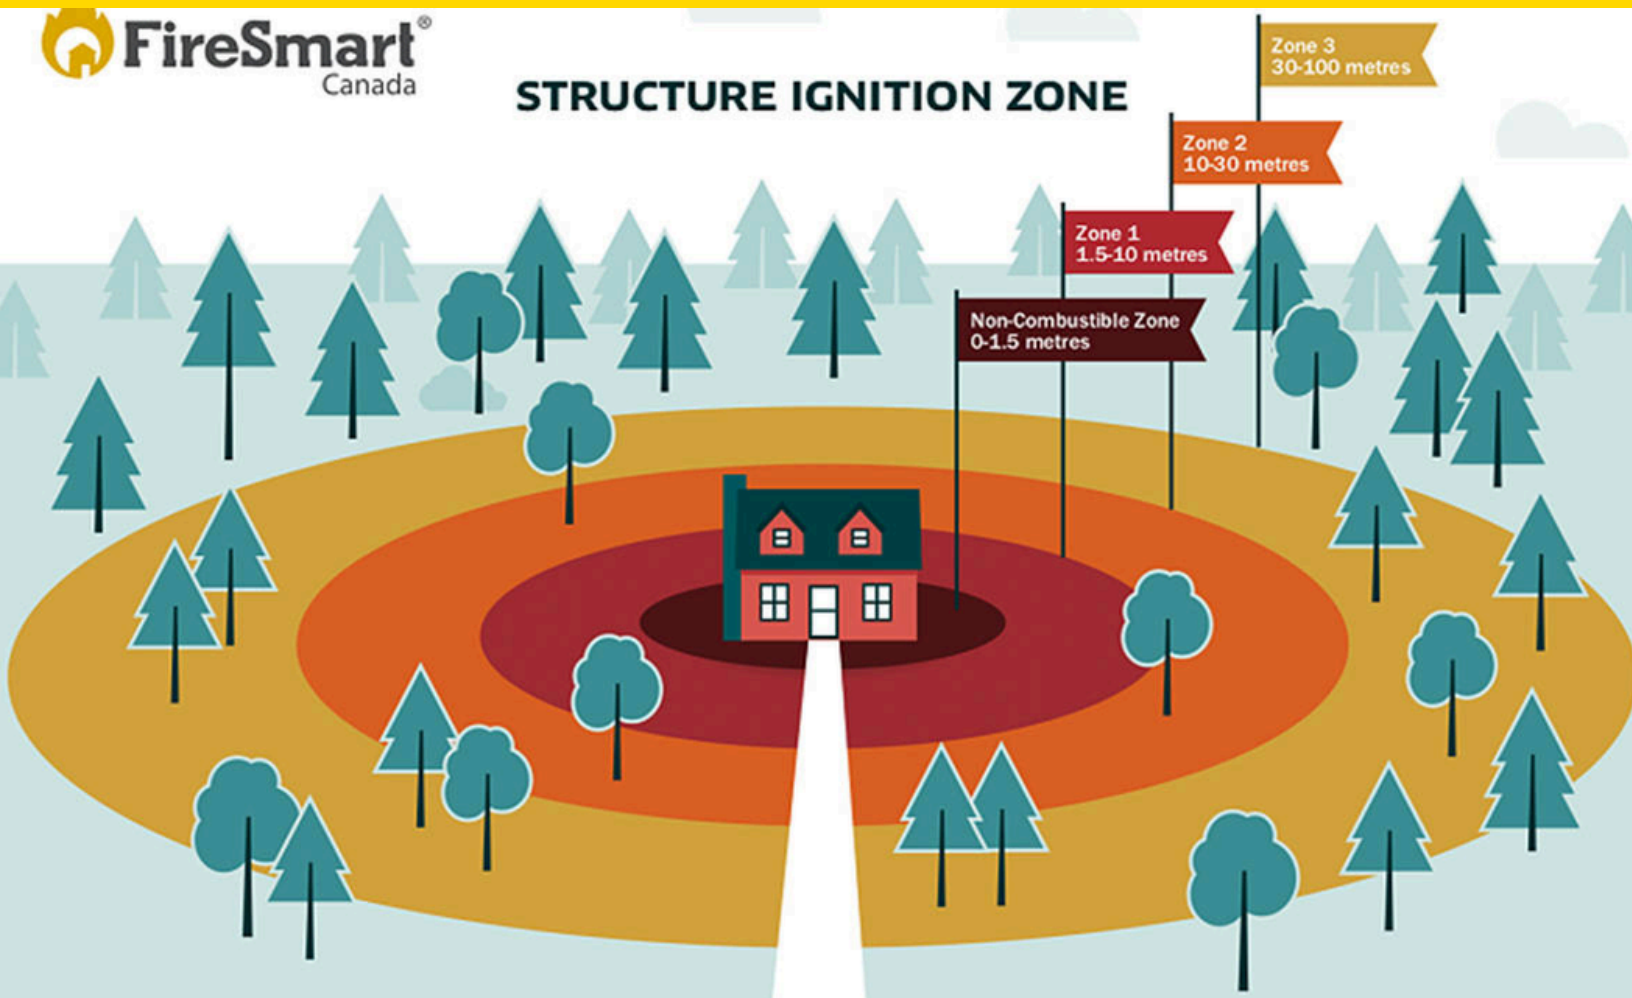 FireSmart®
Canada
STRUCTURE IGNITION ZONE
Zone 3
30-100 metres
Zone 2
10-30 metres
Zone 1
1.5-10 metres
Non-Combustible Zone
0-1.5 metres